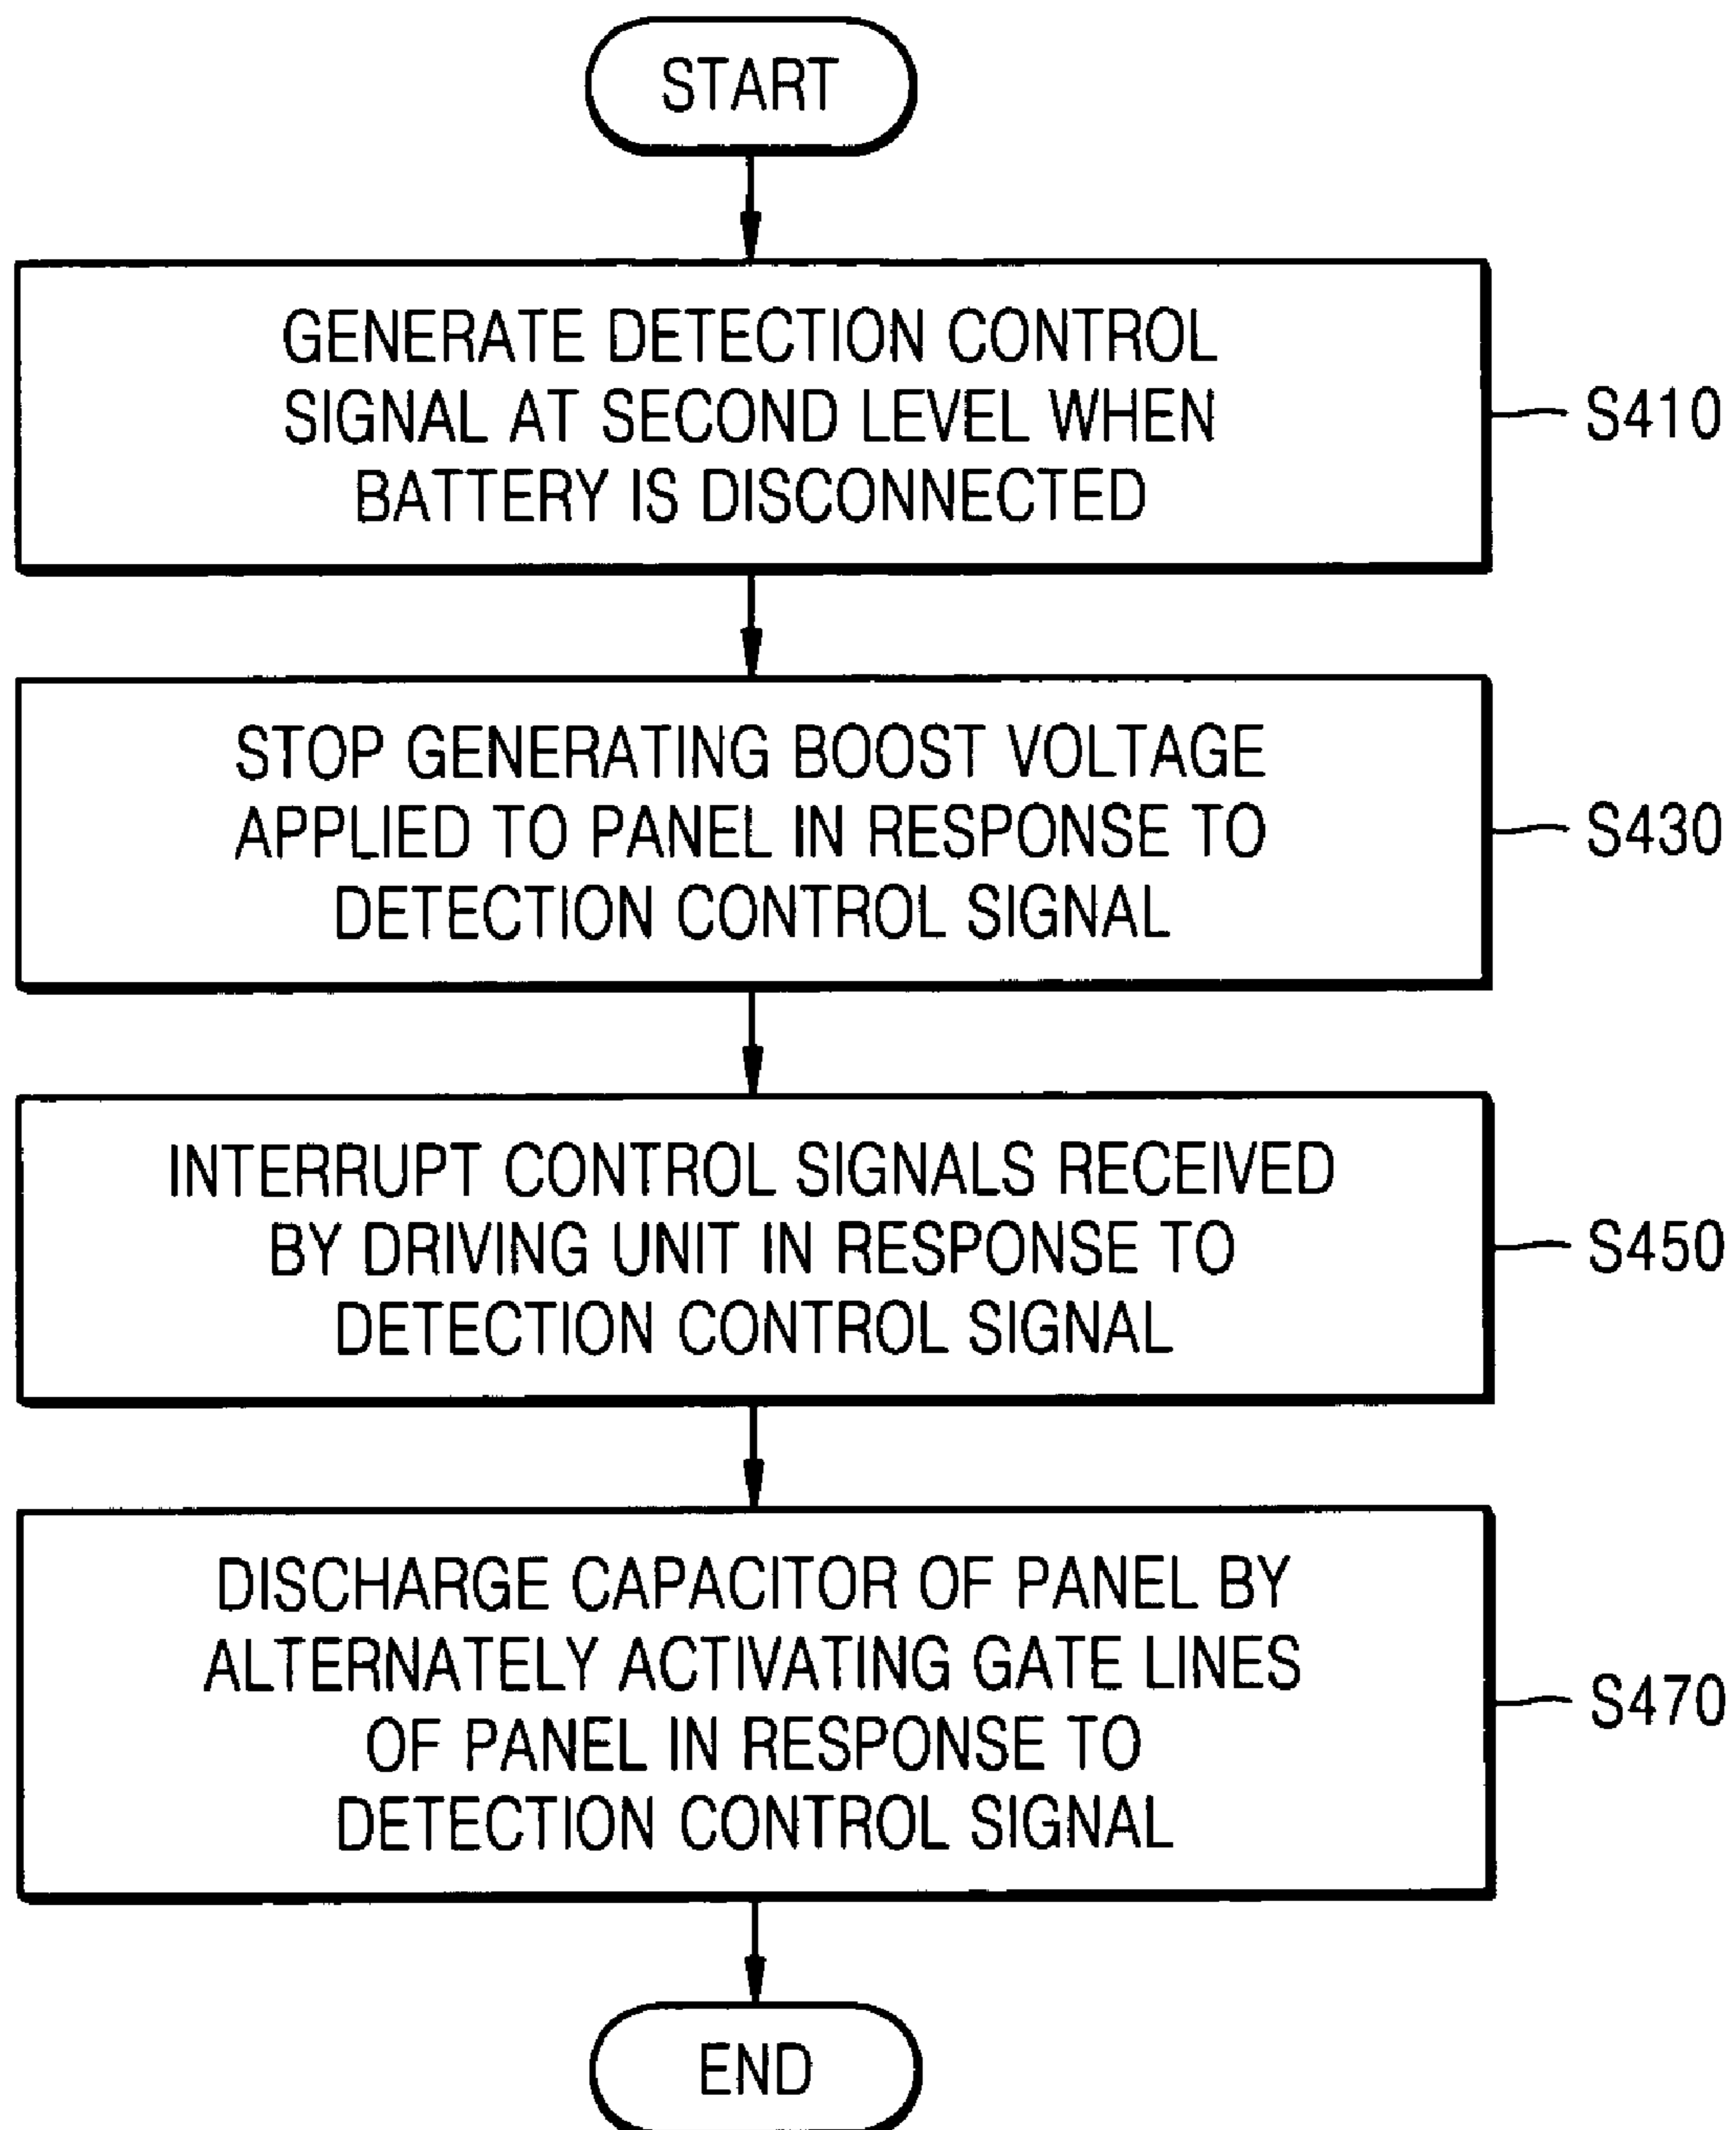 START
GENERATE DETECTION CONTROL
SIGNAL AT SECOND LEVEL WHEN
BATTERY IS DISCONNECTED
S410
STOP GENERATING BOOST VOLTAGE
APPLIED TO PANEL IN RESPONSE TO
DETECTION CONTROL SIGNAL
S430
INTERRUPT CONTROL SIGNALS RECEIVED
BY DRIVING UNIT IN RESPONSE TO
DETECTION CONTROL SIGNAL
S450
DISCHARGE CAPACITOR OF PANEL BY
ALTERNATELY ACTIVATING GATE LINES
OF PANEL IN RESPONSE TO
DETECTION CONTROL SIGNAL
S470
END